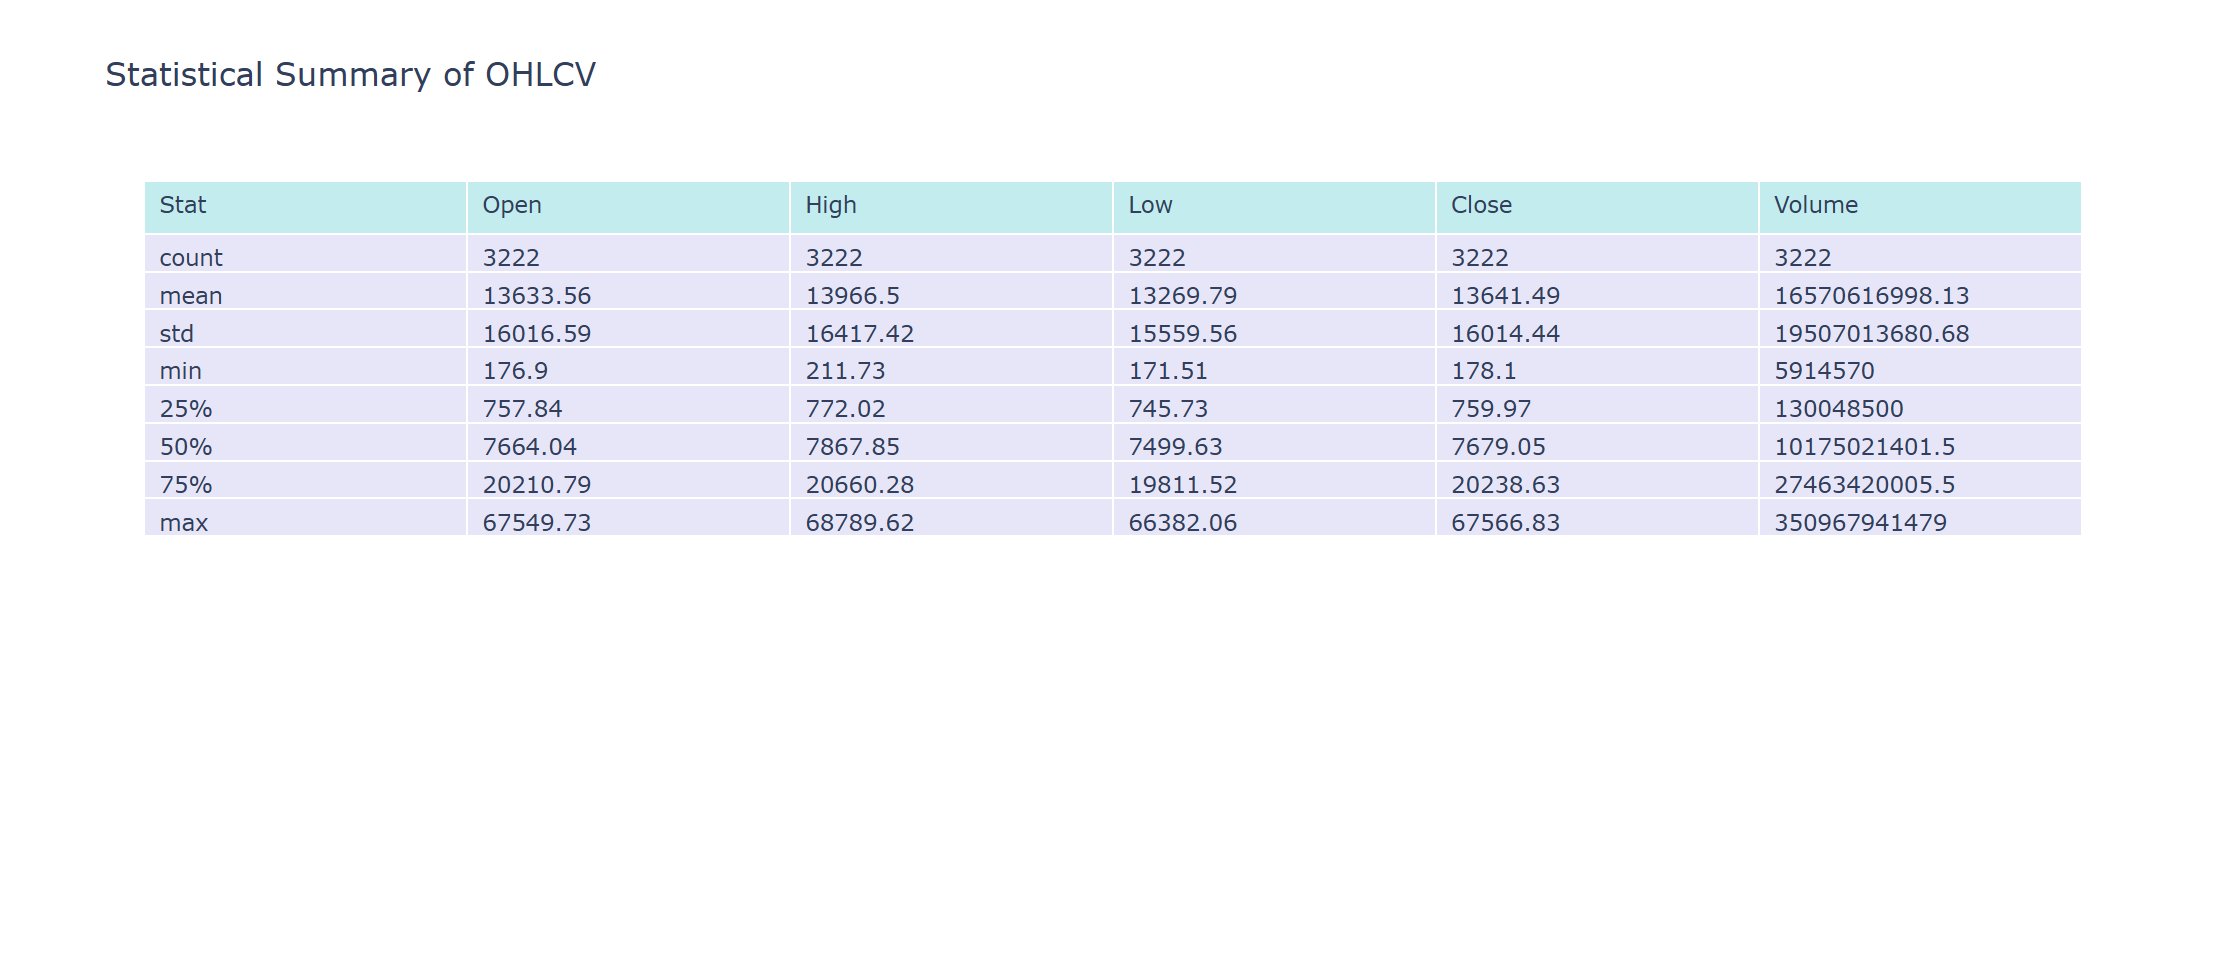 Statistical Summary of OHLCV
Stat Open High Low Close Volume
count 3222 3222 3222 3222 3222
mean 13633.56 13966.5 13269.79 13641.49 16570616998.13
std 16016.59 16417.42 15559.56 16014.44 19507013680.68
min 176.9 211.73 171.51 178.1 5914570
25% 757.84 772.02 745.73 759.97 130048500
50% 7664.04 7867.85 7499.63 7679.05 10175021401.5
75% 20210.79 20660.28 19811.52 20238.63 27463420005.5
max 67549.73 68789.62 66382.06 67566.83 350967941479